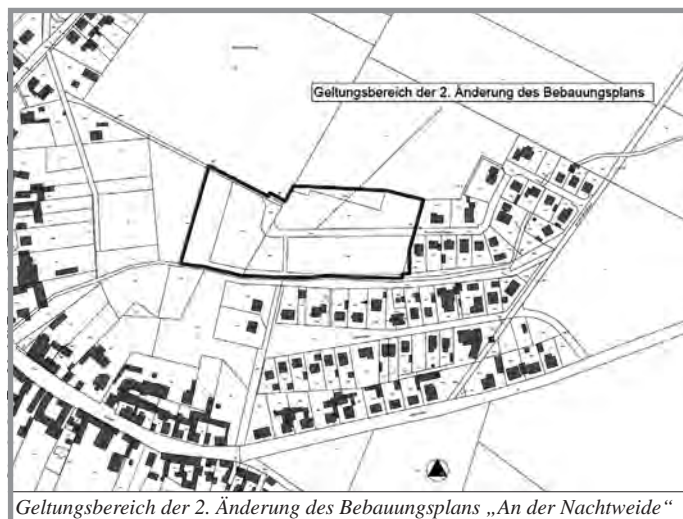 Geltungsbereich der 2. Änderung des Bebauungsplans
Geltungsbereich der 2. Änderung des Bebauungsplans „An der Nachtweide“